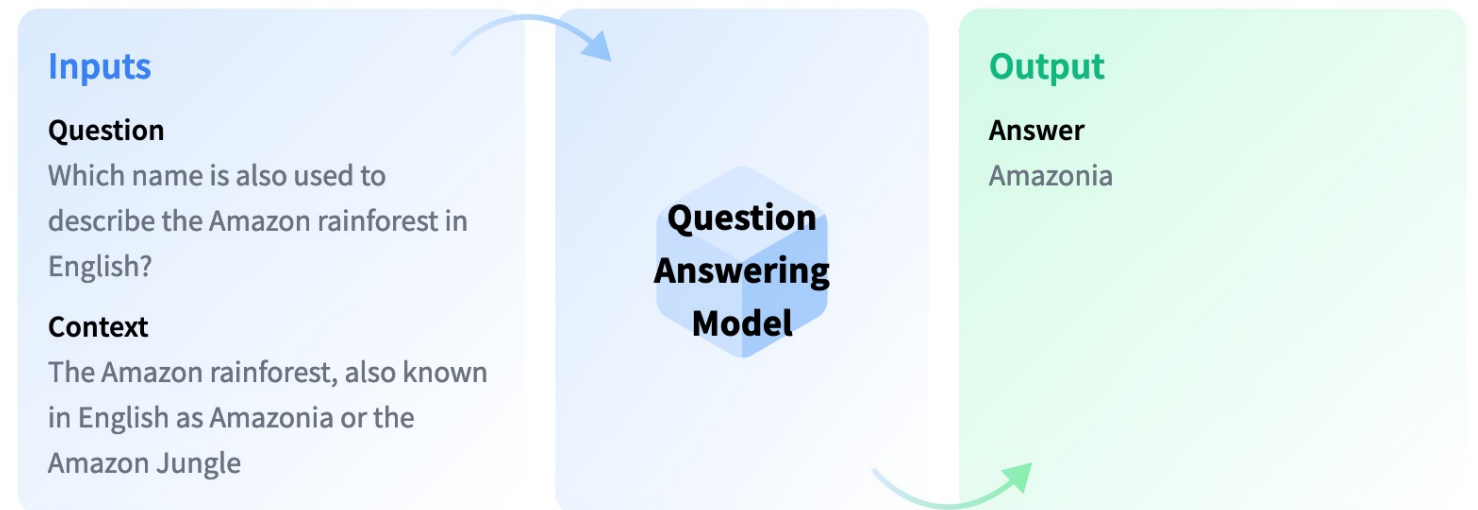 Inputs
Question
Which name is also used to
describe the Amazon rainforest in
English?
Context
The Amazon rainforest, also known
in English as Amazonia or the
Amazon Jungle
Question
Answering
Model
Output
Answer
Amazonia